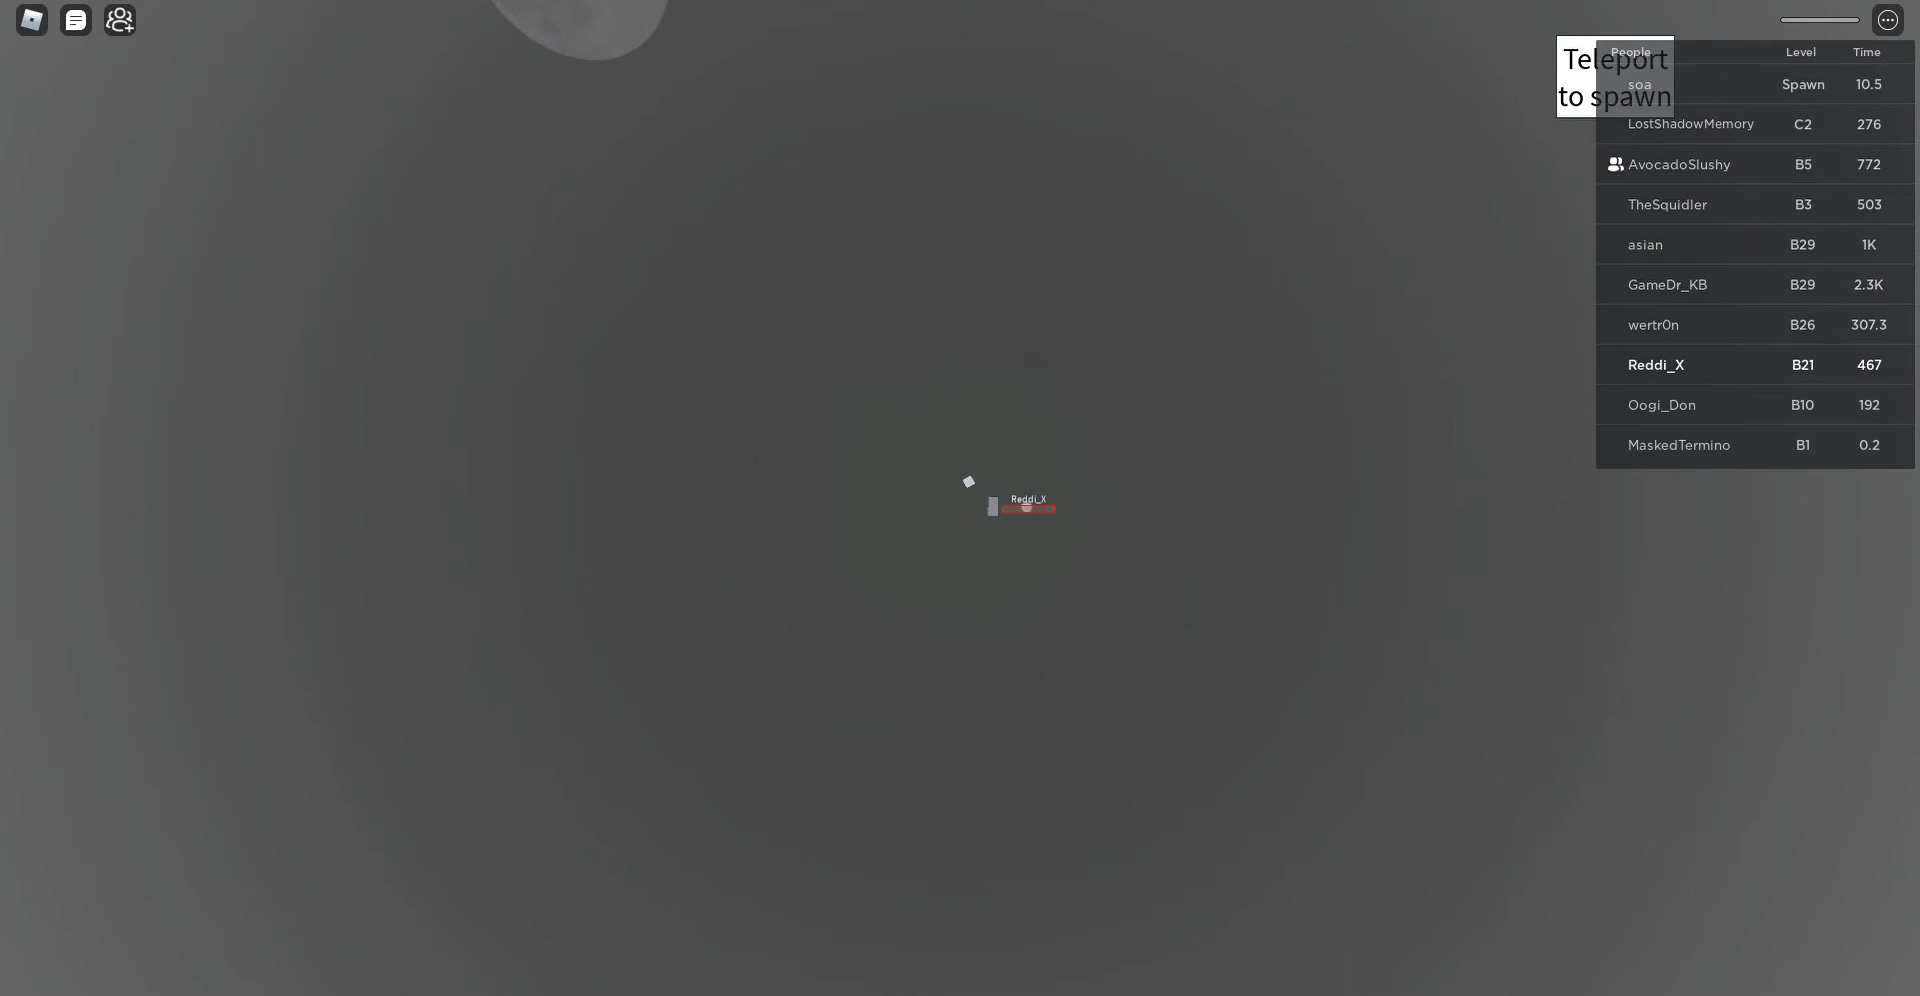 Teleport
to spawn
People Level Time
soa Spawn 10.5
LostShadowMemory C2 276
AvocadoSlushy B5 772
TheSquidler B3 503
asian B29 1K
GameDr_KB B29 2.3K
wertr0n B26 307.3
Reddi_X B21 467
Oogi_Don B10 192
MaskedTermino B1 0.2
Reddi_X